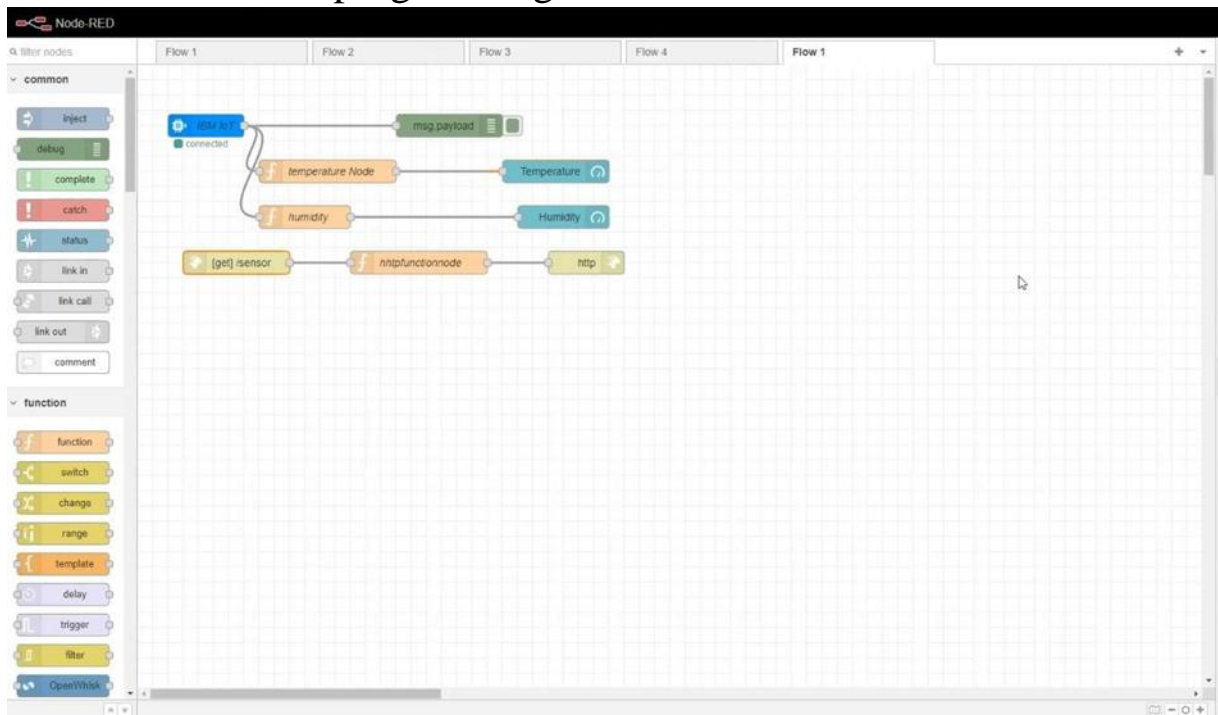 Node-RED
filter nodes
Flow 1
Flow 2
Flow 3
Flow 4
Flow 1
common
inject
debug
complete
catch
status
link in
link call
link out
comment
function
function
switch
change
range
template
delay
trigger
filter
OpenWhisk
IBM IoT
msg.payload
connected
temperature Node
Temperature
humidity
Humidity
[get] /sensor
hhtpfunctionnode
http